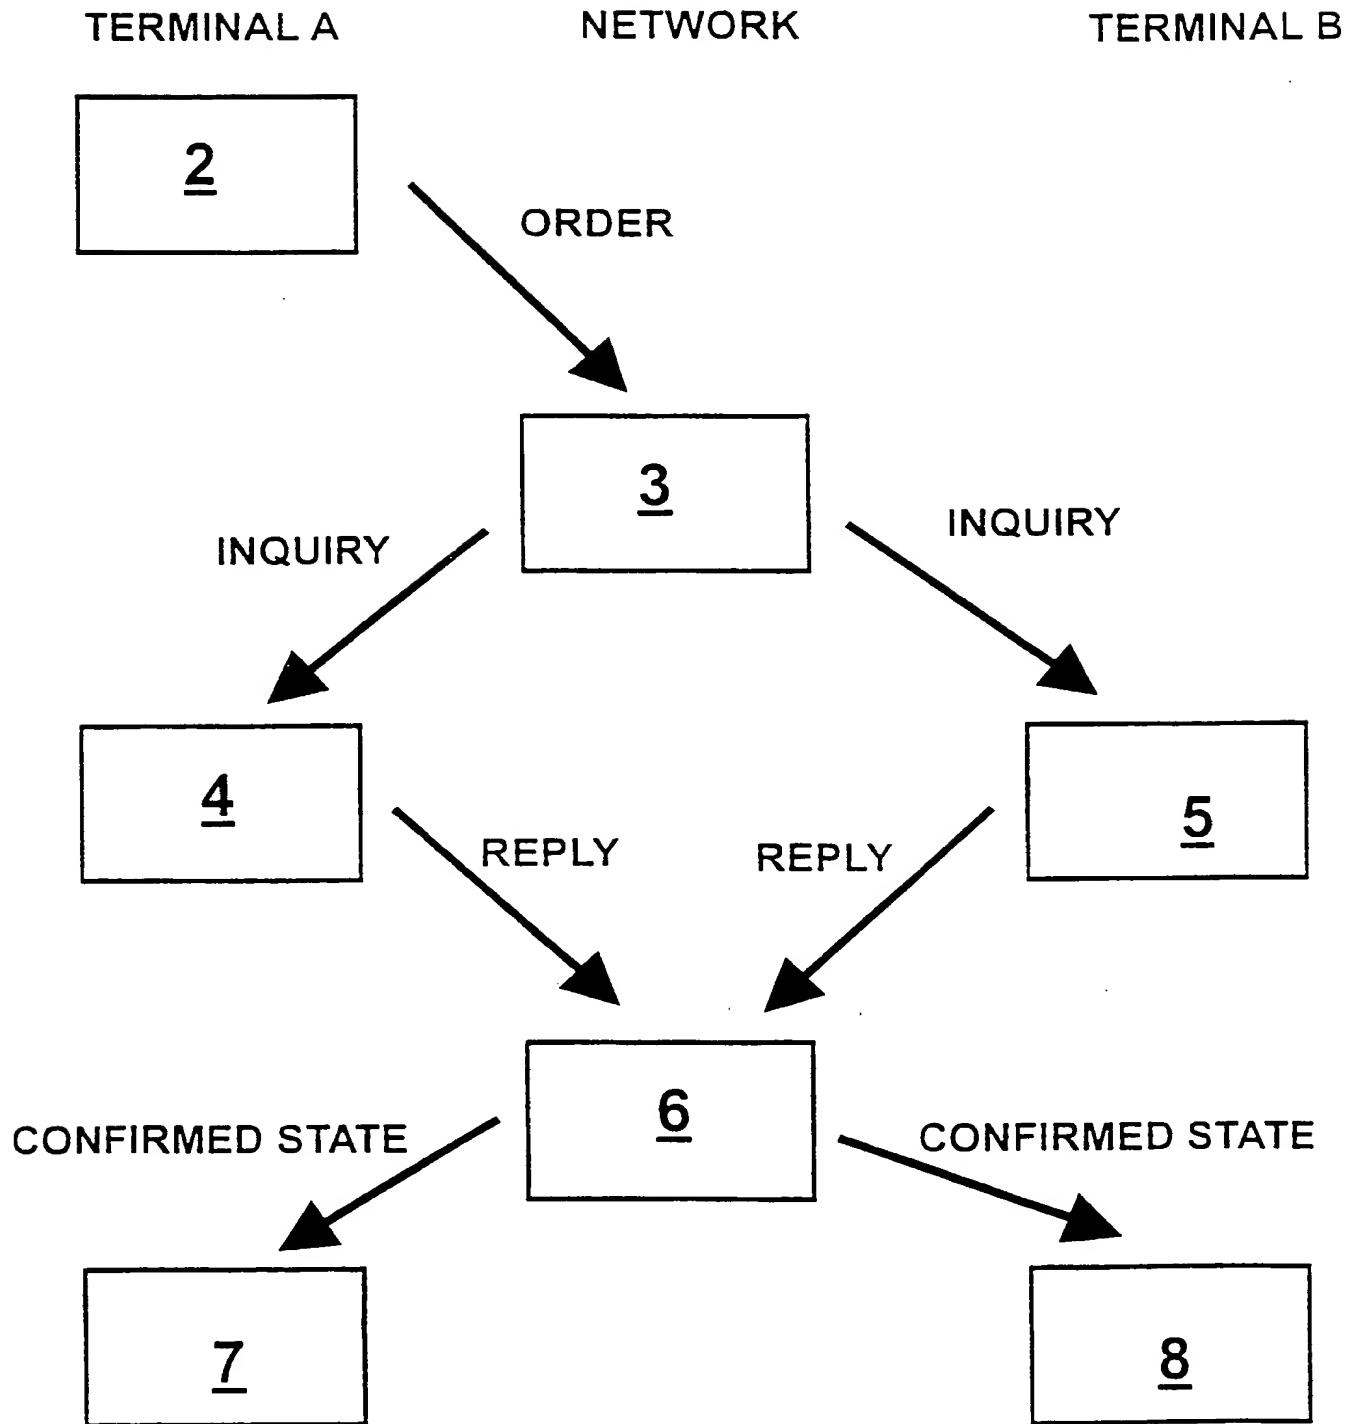 TERMINAL A NETWORK TERMINAL B
2
ORDER
3
INQUIRY INQUIRY
4 5
REPLY REPLY
6
CONFIRMED STATE CONFIRMED STATE
7 8